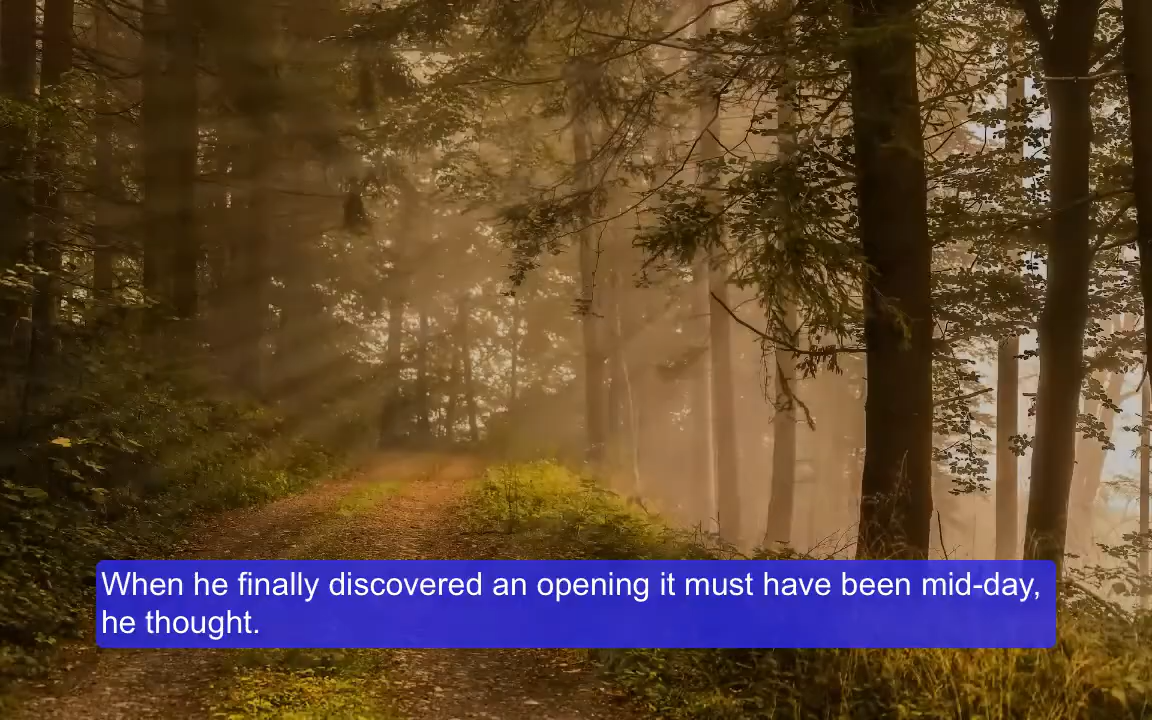 When he finally discovered an opening it must have been mid-day,
he thought.